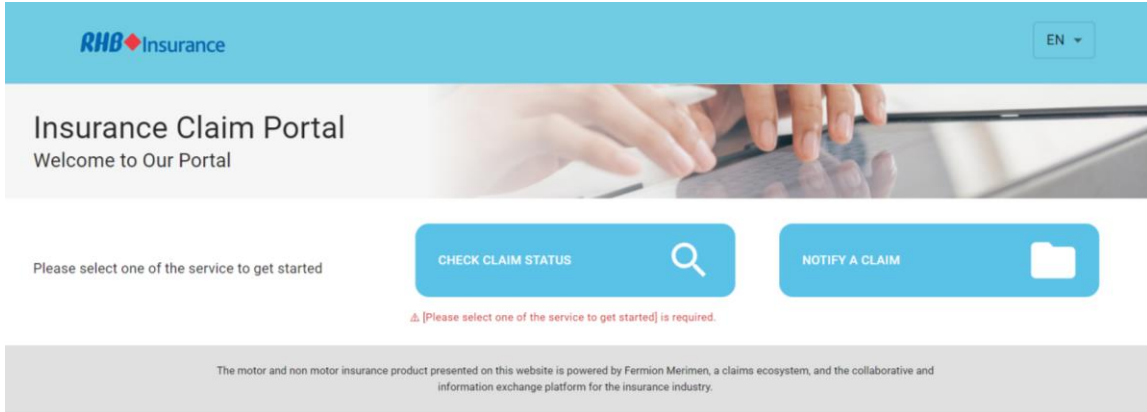 RHB Insurance
EN
Insurance Claim Portal
Welcome to Our Portal
Please select one of the service to get started
CHECK CLAIM STATUS
NOTIFY A CLAIM
[Please select one of the service to get started] is required.
The motor and non motor insurance product presented on this website is powered by Fermion Merimen, a claims ecosystem, and the collaborative and
information exchange platform for the insurance industry.